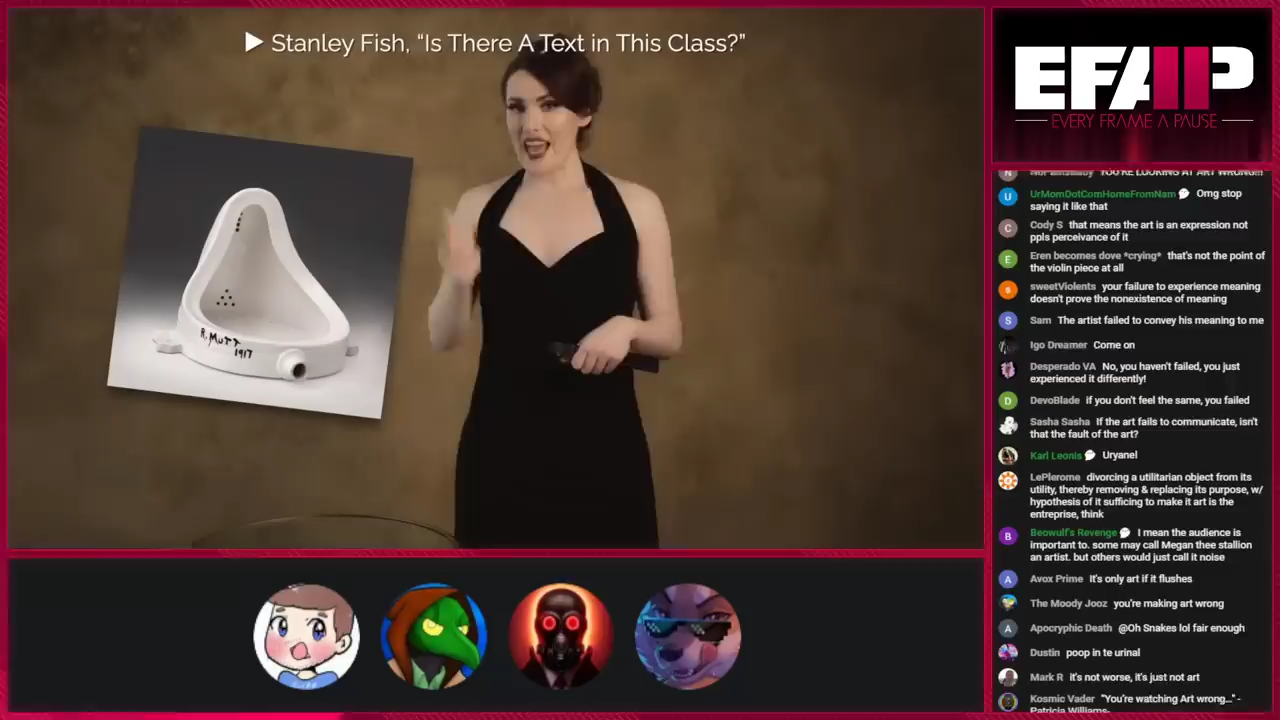 ▶ Stanley Fish, “Is There A Text in This Class?”
R. MUTT
1917
EFAP
EVERY FRAME A PAUSE
YOU'RE LOOKING AT ART WRONG!!!
UrMomDotComHomeFromNam Omg stop
saying it like that
Cody S that means the art is an expression not
ppls perceivance of it
Eren becomes dove *crying* that's not the point of
the violin piece at all
sweetViolents your failure to experience meaning
doesn't prove the nonexistence of meaning
Sam The artist failed to convey his meaning to me
Igo Dreamer Come on
Desperado VA No, you haven't failed, you just
experienced it differently!
DevoBlade if you don't feel the same, you failed
Sasha Sasha If the art fails to communicate, isn't
that the fault of the art?
Karl Leonis Uryanel
LePlerome divorcing a utilitarian object from its
utility, thereby removing & replacing its purpose, w/
hypothesis of it sufficing to make it art is the
entreprise, think
Beowulf's Revenge I mean the audience is
important to. some may call Megan thee stallion
an artist. but others would just call it noise
Avox Prime It's only art if it flushes
The Moody Jooz you're making art wrong
Apocryphic Death @Oh Snakes lol fair enough
Dustin poop in te urinal
Mark R it's not worse, it's just not art
Kosmic Vader "You're watching Art wrong..." -
Patricia Williams-